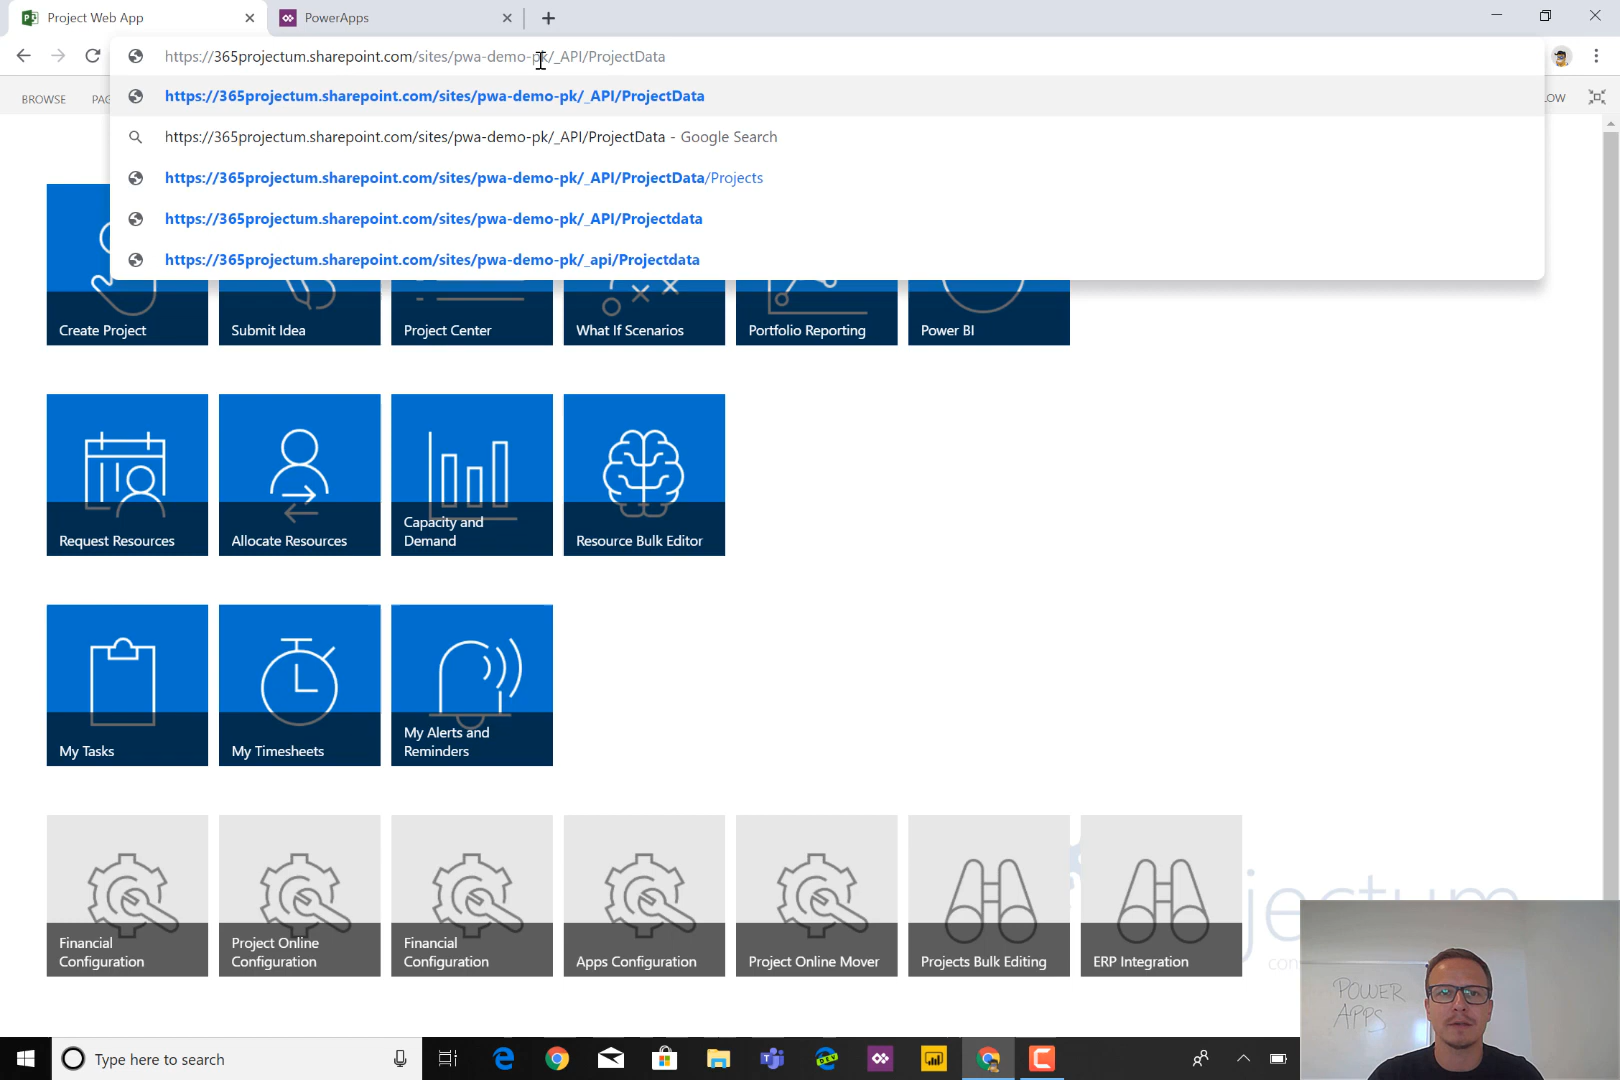 Project Web App
PowerApps
https://365projectum.sharepoint.com/sites/pwa-demo-pk/_API/ProjectData
BROWSE
PAG
LOW
https://365projectum.sharepoint.com/sites/pwa-demo-pk/_API/ProjectData
https://365projectum.sharepoint.com/sites/pwa-demo-pk/_API/ProjectData - Google Search
https://365projectum.sharepoint.com/sites/pwa-demo-pk/_API/ProjectData/Projects
https://365projectum.sharepoint.com/sites/pwa-demo-pk/_API/Projectdata
https://365projectum.sharepoint.com/sites/pwa-demo-pk/_api/Projectdata
Create Project
Submit Idea
Project Center
What If Scenarios
Portfolio Reporting
Power BI
Request Resources
Allocate Resources
Capacity and
Demand
Resource Bulk Editor
My Tasks
My Timesheets
My Alerts and
Reminders
Financial
Configuration
Project Online
Configuration
Financial
Configuration
Apps Configuration
Project Online Mover
Projects Bulk Editing
ERP Integration
jectum
con
POWER
APPS
Type here to search
DEV